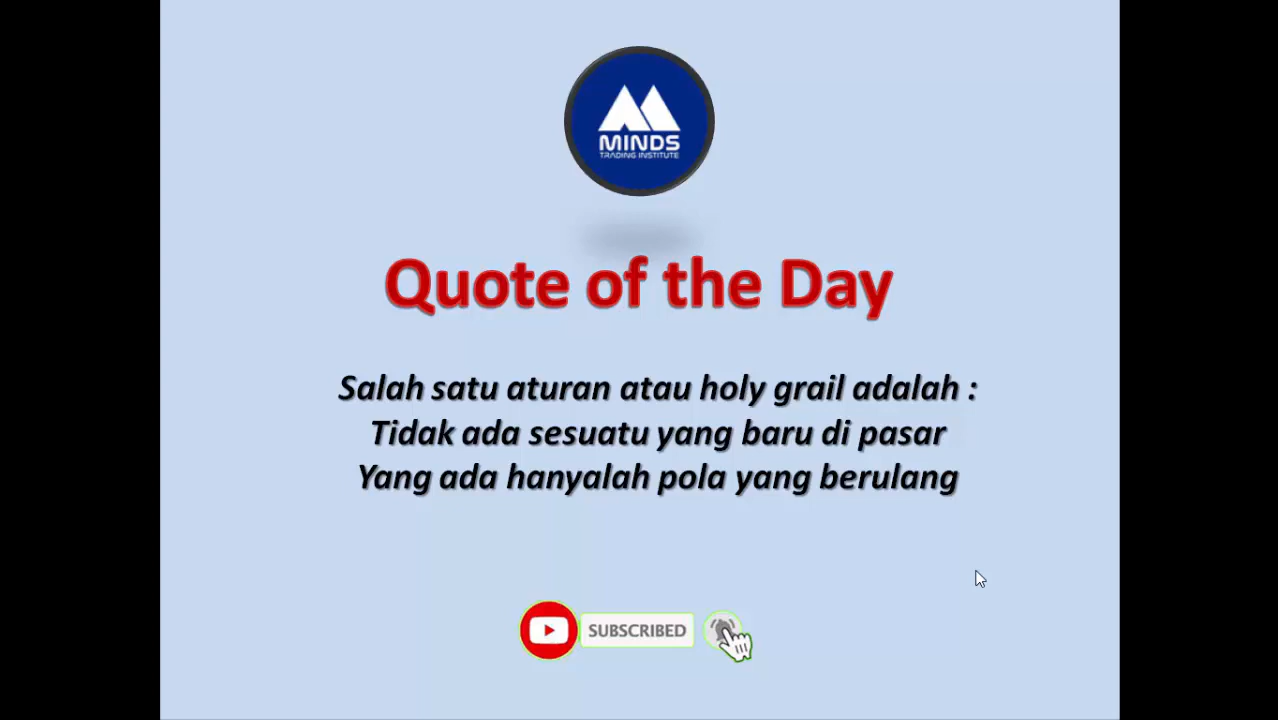 MINDS
TRADING INSTITUTE
Quote of the Day
Salah satu aturan atau holy grail adalah :
Tidak ada sesuatu yang baru di pasar
Yang ada hanyalah pola yang berulang
SUBSCRIBED